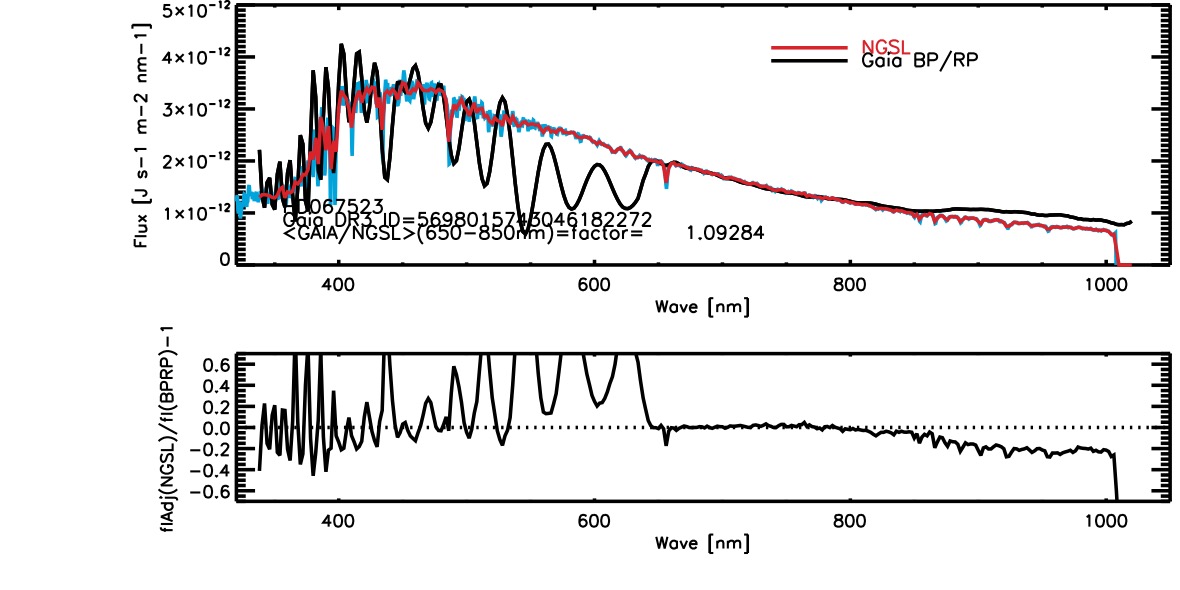 5×10-12
4×10-12
3×10-12
2×10-12
1×10-12
0
Flux [J s-1 m-2 nm-1]
NGSL
Gaia BP/RP
HD067523
Gaia DR3 ID=5698015743046182272
<GAIA/NGSL>(650-850nm)=factor= 1.09284
400 600 800 1000
Wave [nm]
flAdj(NGSL)/fl(BPRP)-1
0.6
0.4
0.2
0.0
-0.2
-0.4
-0.6
400 600 800 1000
Wave [nm]